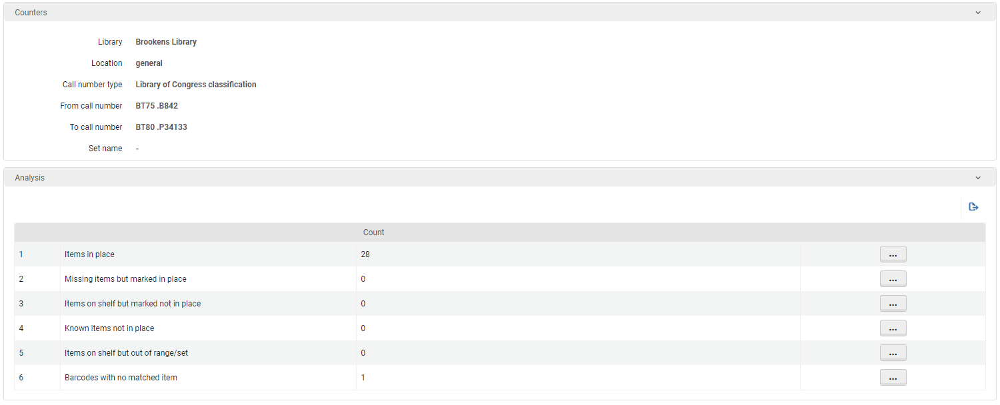 Counters
Library Brookens Library
Location general
Call number type Library of Congress classification
From call number BT75 .B842
To call number BT80 .P34133
Set name -
Analysis
Count
1 Items in place 28 ...
2 Missing items but marked in place 0 ...
3 Items on shelf but marked not in place 0 ...
4 Known items not in place 0 ...
5 Items on shelf but out of range/set 0 ...
6 Barcodes with no matched item 1 ...